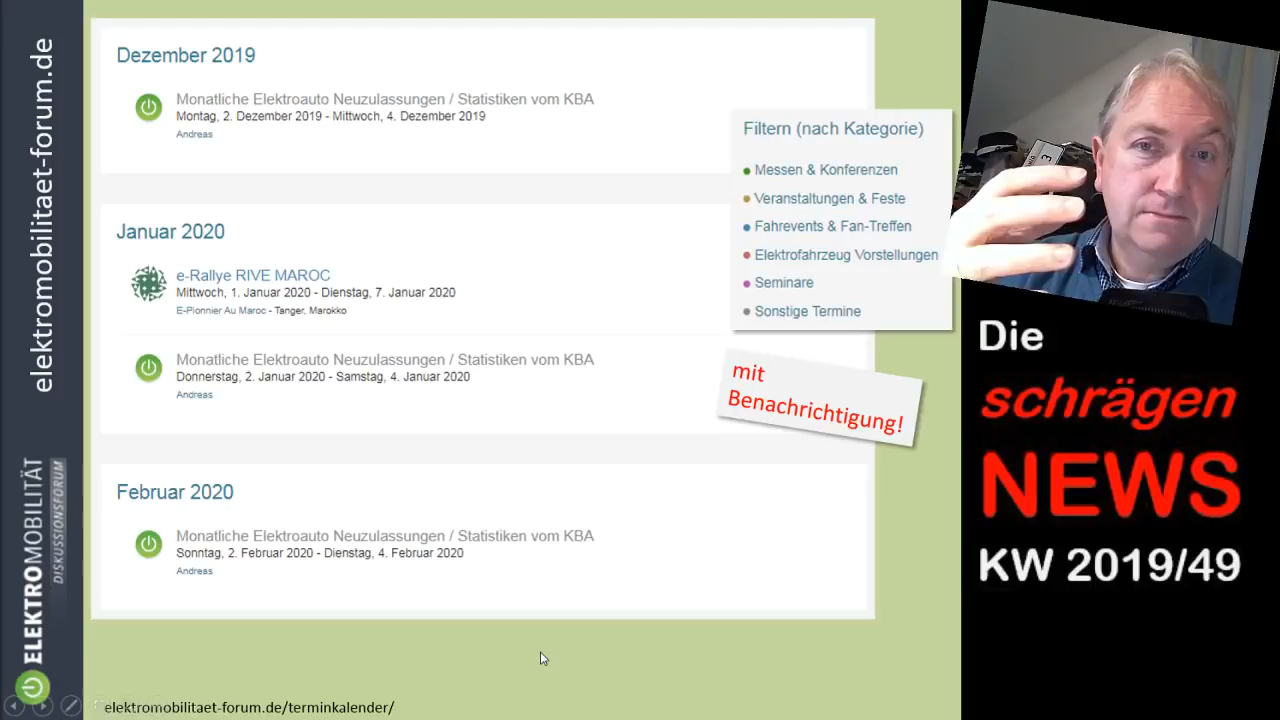 elektromobilitaet-forum.de
ELEKTROMOBILITÄT
DISKUSSIONSFORUM
Dezember 2019
Monatliche Elektroauto Neuzulassungen / Statistiken vom KBA
Montag, 2. Dezember 2019 - Mittwoch, 4. Dezember 2019
Andreas
Januar 2020
e-Rallye RIVE MAROC
Mittwoch, 1. Januar 2020 - Dienstag, 7. Januar 2020
E-Pionnier Au Maroc - Tanger, Marokko
Monatliche Elektroauto Neuzulassungen / Statistiken vom KBA
Donnerstag, 2. Januar 2020 - Samstag, 4. Januar 2020
Andreas
Februar 2020
Monatliche Elektroauto Neuzulassungen / Statistiken vom KBA
Sonntag, 2. Februar 2020 - Dienstag, 4. Februar 2020
Andreas
Filtern (nach Kategorie)
Messen & Konferenzen
Veranstaltungen & Feste
Fahrevents & Fan-Treffen
Elektrofahrzeug Vorstellungen
Seminare
Sonstige Termine
mit
Benachrichtigung!
elektromobilitaet-forum.de/terminkalender/
3
Die
schrägen
NEWS
KW 2019/49